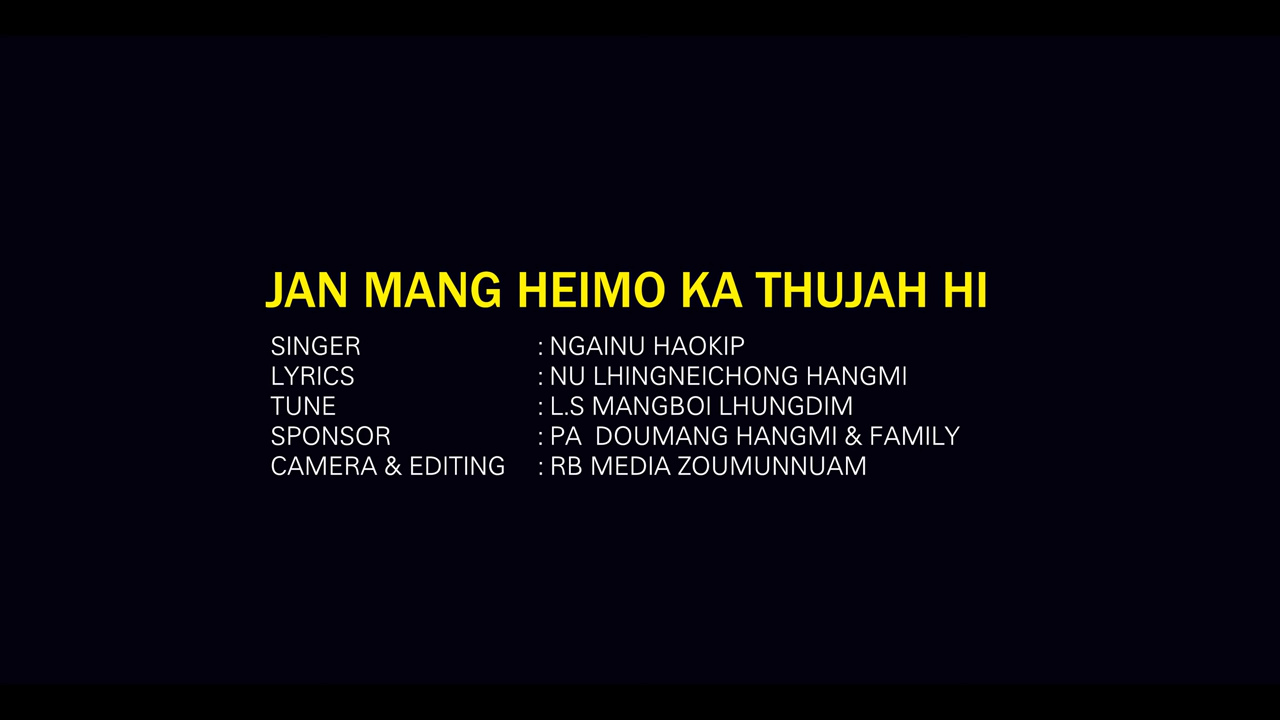 JAN MANG HEIMO KA THUJAH HI
SINGER : NGAINU HAOKIP
LYRICS : NU LHINGNEICHONG HANGMI
TUNE : L.S MANGBOI LHUNGDIM
SPONSOR : PA DOUMANG HANGMI & FAMILY
CAMERA & EDITING : RB MEDIA ZOUMUNNUAM